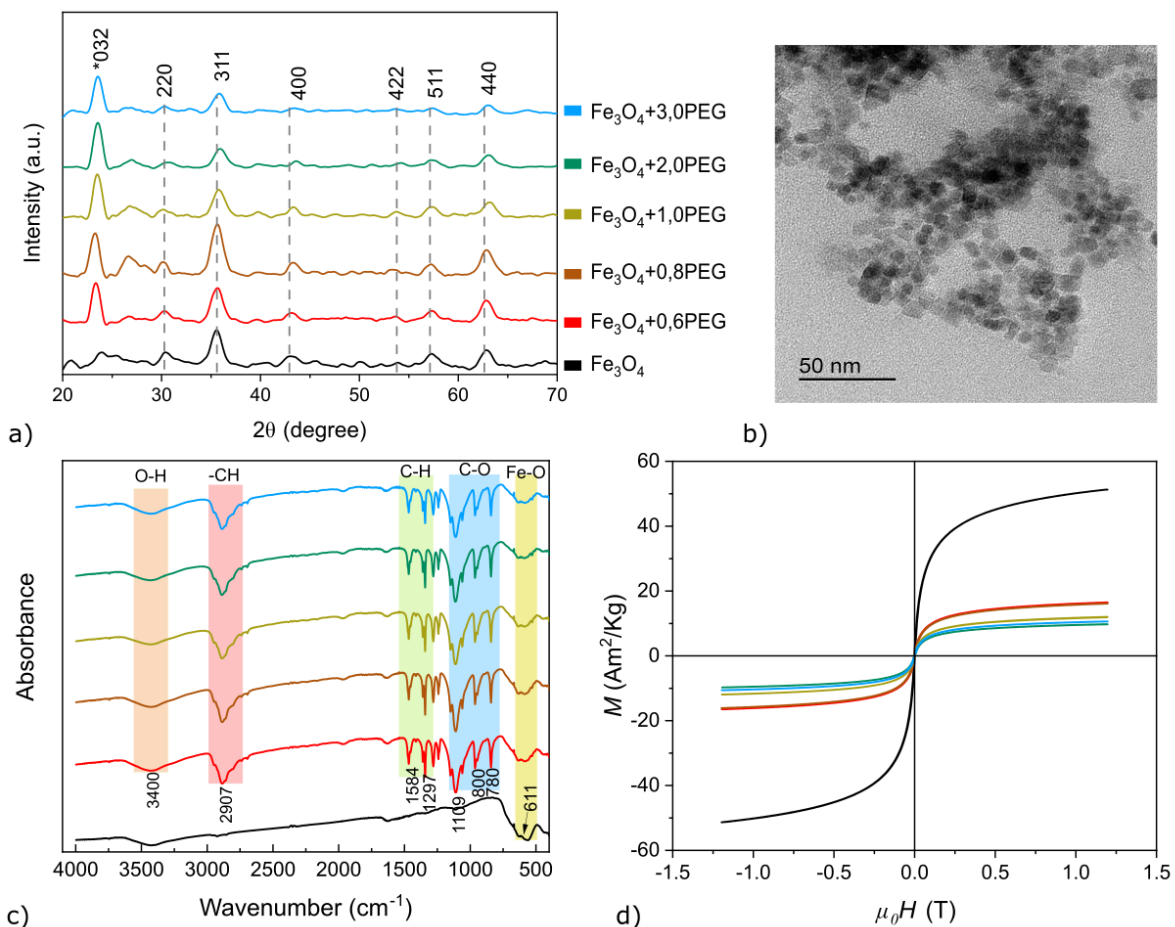 *032
220
311
400
422
511
440
Intensity (a.u.)
Fe₃O₄+3,0PEG
Fe₃O₄+2,0PEG
Fe₃O₄+1,0PEG
Fe₃O₄+0,8PEG
Fe₃O₄+0,6PEG
Fe₃O₄
20 30 40 50 60 70
2θ (degree)
a)
50 nm
b)
O-H
-CH
C-H
C-O
Fe-O
Absorbance
3400
2907
1584
1297
1109
800
780
611
4000 3500 3000 2500 2000 1500 1000 500
Wavenumber (cm⁻¹)
c)
60
40
20
0
-20
-40
-60
M (Am²/Kg)
-1.5 -1.0 -0.5 0.0 0.5 1.0 1.5
μ₀H (T)
d)